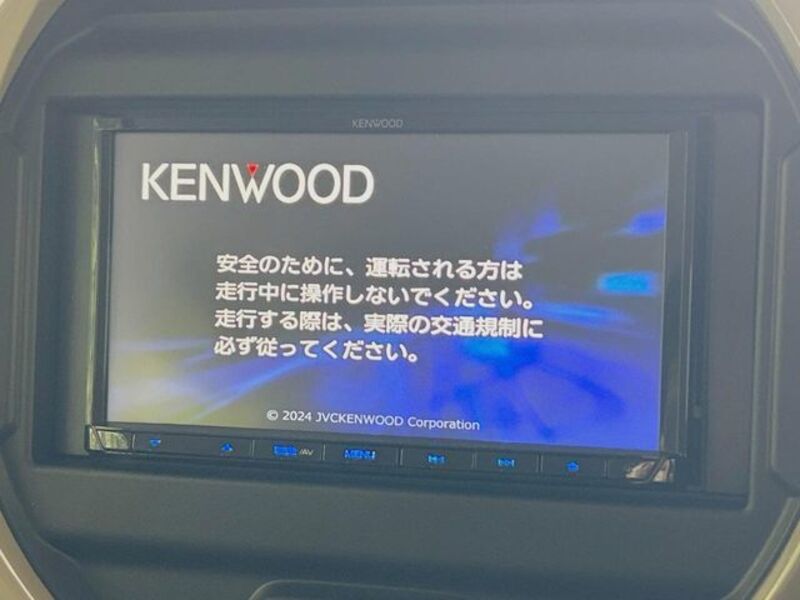 KENWOOD
KENWOOD
安全のために、運転される方は
走行中に操作しないでください。
走行する際は、実際の交通規制に
必ず従ってください。
© 2024 JVCKENWOOD Corporation
/AV
MENU